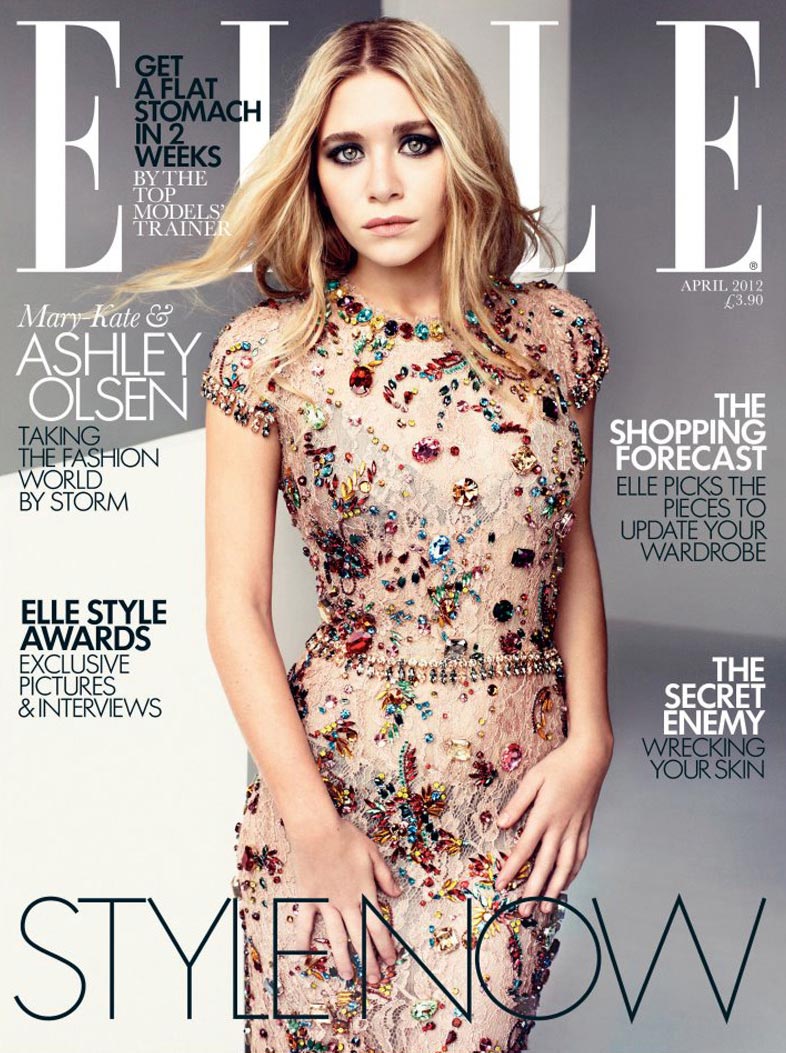 ELLE
GET
A FLAT
STOMACH
IN 2
WEEKS
BY THE
TOP
MODELS'
TRAINER
®
APRIL 2012
£3.90
Mary-Kate &
ASHLEY
OLSEN
TAKING
THE FASHION
WORLD
BY STORM
THE
SHOPPING
FORECAST
ELLE PICKS THE
PIECES TO
UPDATE YOUR
WARDROBE
ELLE STYLE
AWARDS
EXCLUSIVE
PICTURES
& INTERVIEWS
THE
SECRET
ENEMY
WRECKING
YOUR SKIN
STYLE NOW